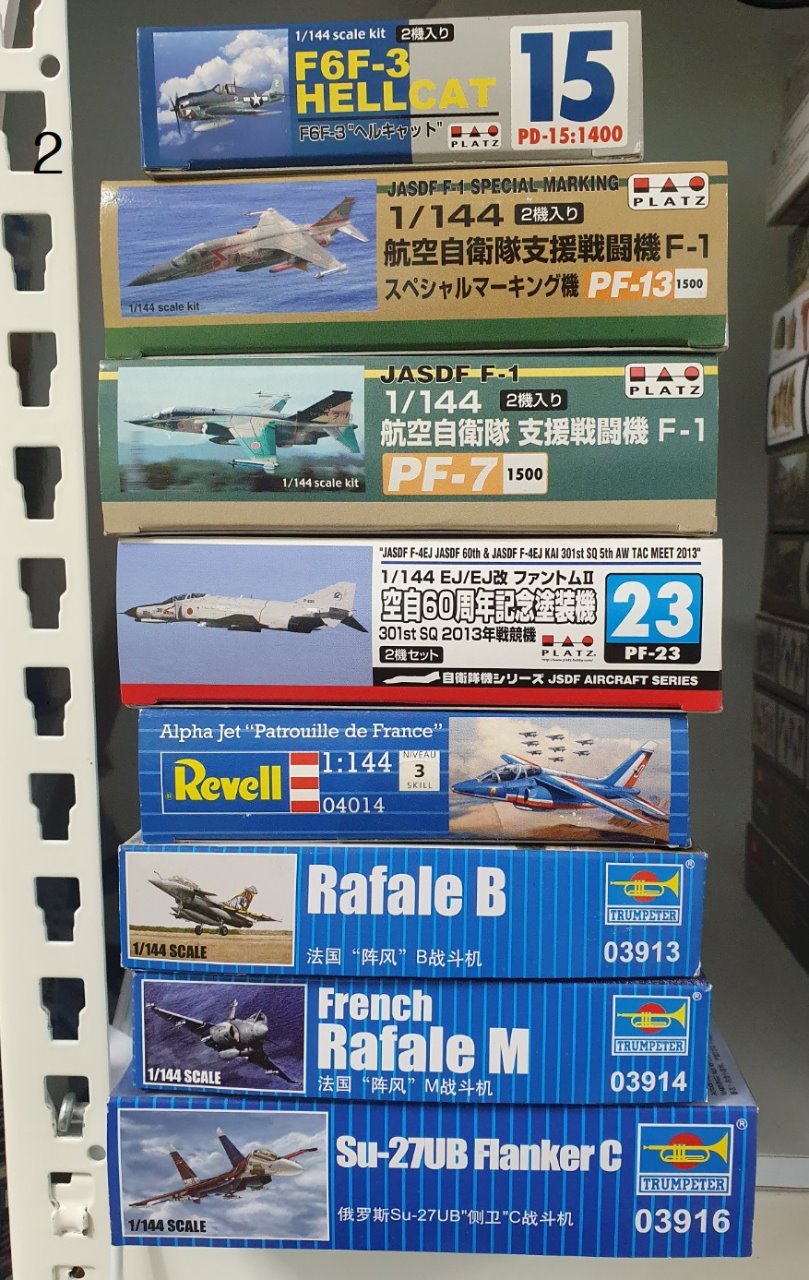 2
1/144 scale kit 2機入り
F6F-3
HELLCAT
F6F-3 "ヘルキャット"
PLATZ
15
PD-15:1400
JASDF F-1 SPECIAL MARKING
PLATZ
1/144 2機入り
航空自衛隊支援戦闘機 F-1
スペシャルマーキング機 PF-13 1500
1/144 scale kit
JASDF F-1
PLATZ
1/144 2機入り
航空自衛隊 支援戦闘機 F-1
PF-7 1500
1/144 scale kit
"JASDF F-4EJ JASDF 60th & JASDF F-4EJ KAI 301st SQ 5th AW TAC MEET 2013"
1/144 EJ/EJ改 ファントムII
空自60周年記念塗装機
301st SQ 2013年戦競機
2機セット
PLATZ
23
PF-23
自衛隊機シリーズ JSDF AIRCRAFT SERIES
Alpha Jet "Patrouille de France"
Revell
1:144
04014
NIVEAU
3
SKILL
Rafale B
法国“阵风”B战斗机
1/144 SCALE
TRUMPETER
03913
French
Rafale M
法国“阵风”M战斗机
1/144 SCALE
TRUMPETER
03914
Su-27UB Flanker C
俄罗斯Su-27UB"侧卫"C战斗机
1/144 SCALE
TRUMPETER
03916